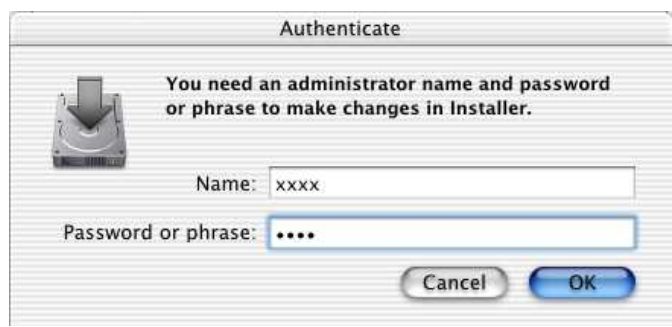 Authenticate
You need an administrator name and password
or phrase to make changes in Installer.
Name: xxxx
Password or phrase: ••••
Cancel OK